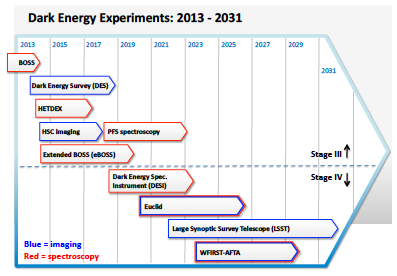 Dark Energy Experiments: 2013 - 2031
2013 2015 2017 2019 2021 2023 2025 2027 2029
2031
BOSS
Dark Energy Survey (DES)
HETDEX
HSC Imaging PFS spectroscopy
Extended BOSS (eBOSS)
Stage III
Dark Energy Spec.
Instrument (DESI)
Stage IV
Euclid
Large Synoptic Survey Telescope (LSST)
Blue = imaging
Red = spectroscopy
WFIRST-AFTA